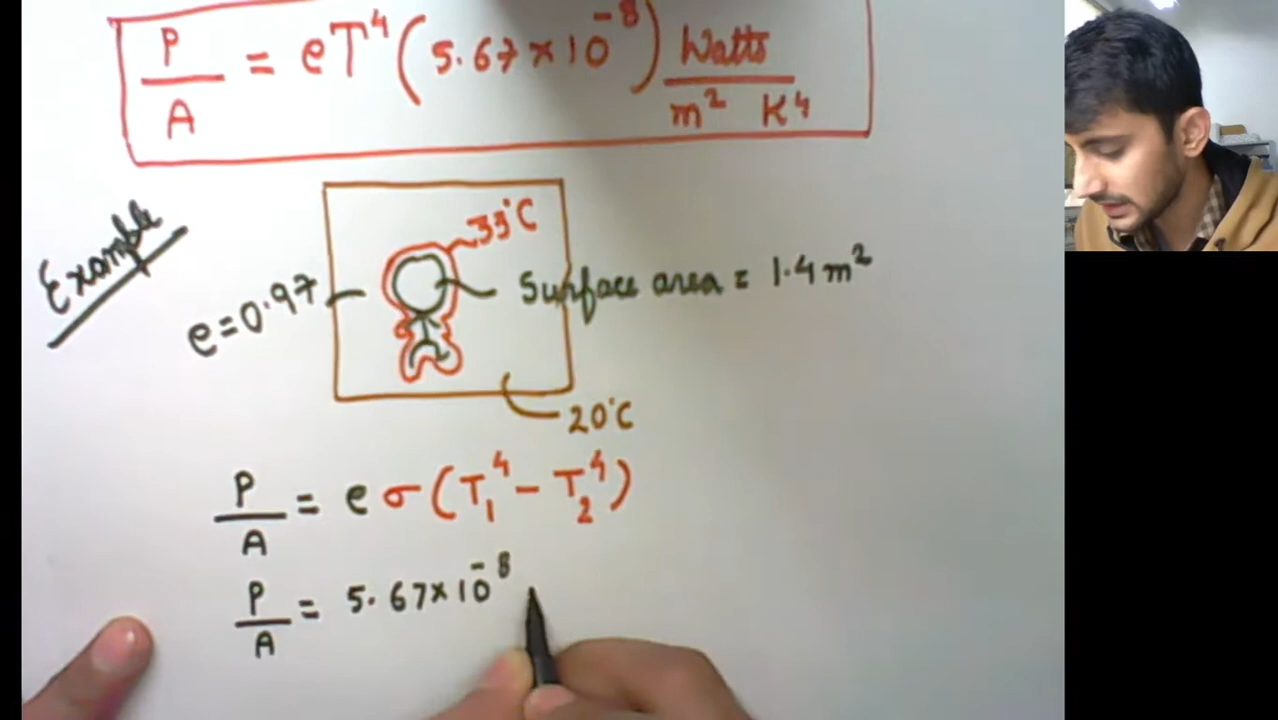 P/A = eT⁴ (5.67×10⁻⁸) Watts/m² K⁴
Example
33°C
e=0.97
Surface area = 1.4 m²
20°C
P/A = e σ (T₁⁴ - T₂⁴)
P/A = 5.67×10⁻⁸